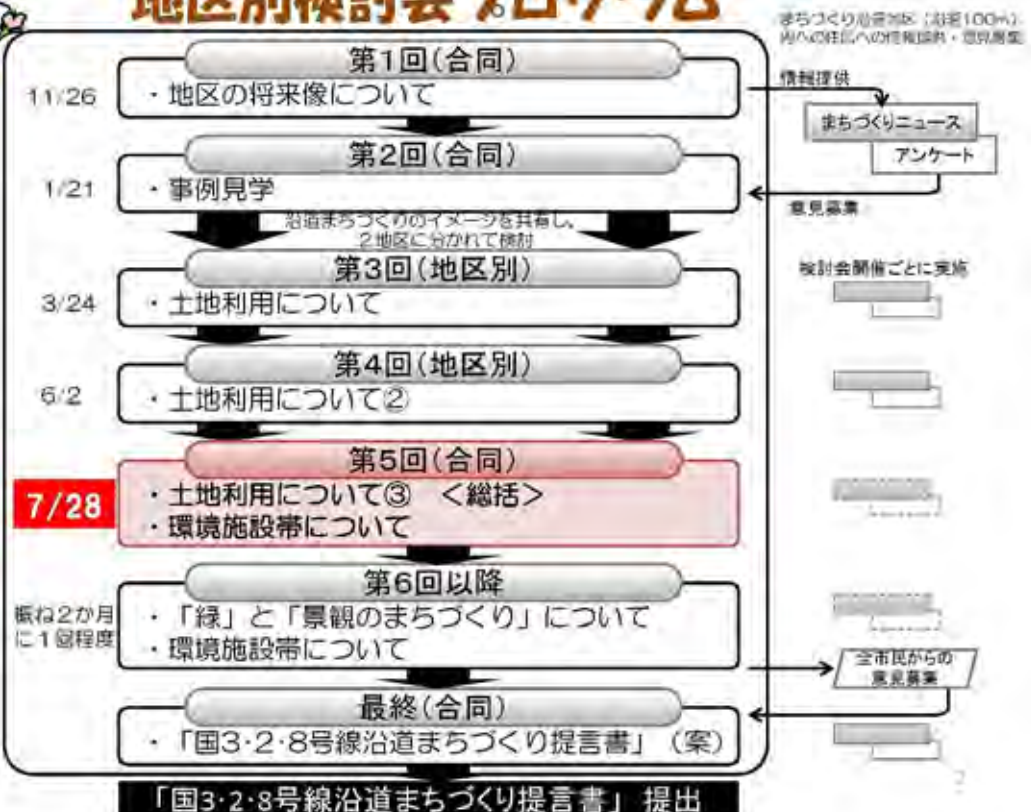 地区別検討会プログラム
まちづくり沿道地区（沿道100m）
内への住民への情報提供・意見募集
第1回(合同)
11/26
・地区の将来像について
情報提供
まちづくりニュース
アンケート
意見募集
第2回(合同)
1/21
・事例見学
沿道まちづくりのイメージを共有し、
2地区に分かれて検討
検討会開催ごとに実施
第3回(地区別)
3/24
・土地利用について
第4回(地区別)
6/2
・土地利用について②
第5回(合同)
7/28
・土地利用について③　＜総括＞
・環境施設帯について
第6回以降
概ね2か月
に1回程度
・「緑」と「景観のまちづくり」について
・環境施設帯について
全市民からの
意見募集
最終(合同)
・「国3･2･8号線沿道まちづくり提言書」（案）
「国3･2･8号線沿道まちづくり提言書」 提出
2